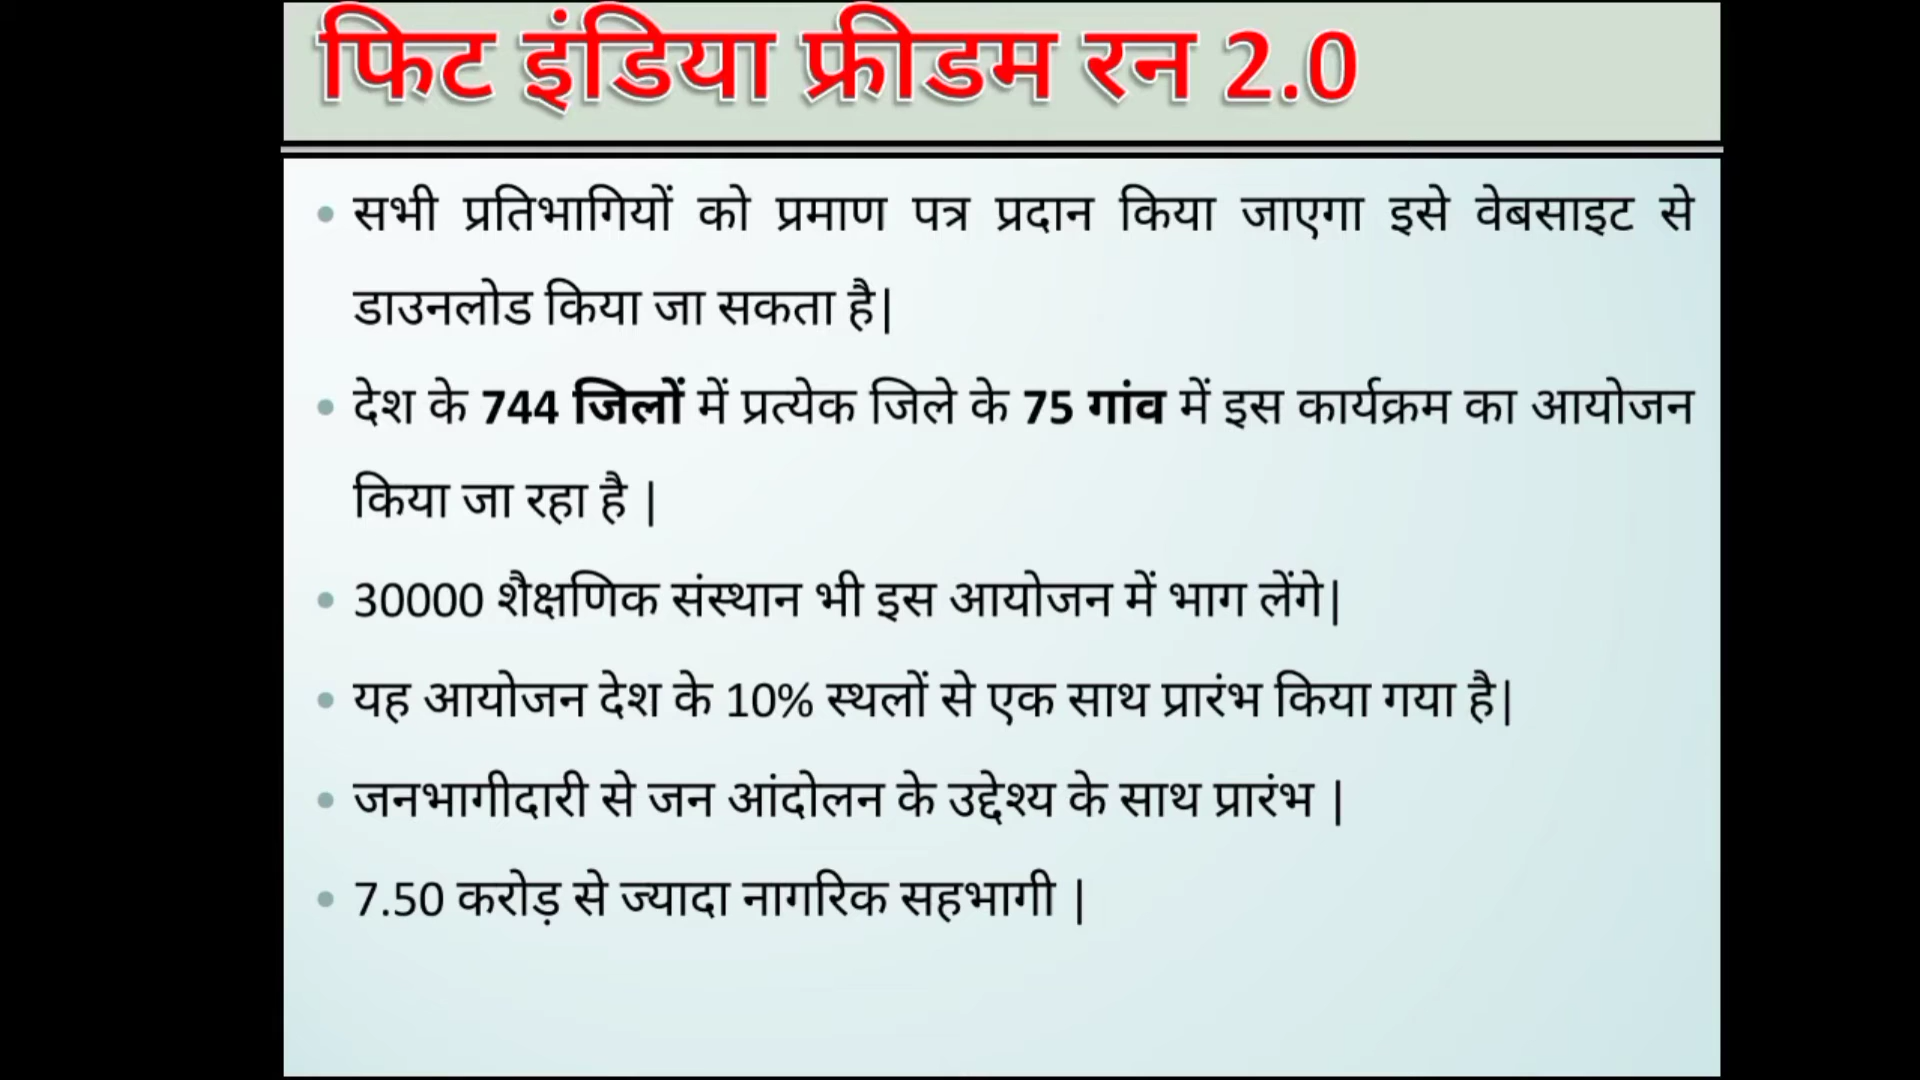 फिट इंडिया फ्रीडम रन 2.0
• सभी प्रतिभागियों को प्रमाण पत्र प्रदान किया जाएगा इसे वेबसाइट से
डाउनलोड किया जा सकता है|
• देश के 744 जिलों में प्रत्येक जिले के 75 गांव में इस कार्यक्रम का आयोजन
किया जा रहा है |
• 30000 शैक्षणिक संस्थान भी इस आयोजन में भाग लेंगे|
• यह आयोजन देश के 10% स्थलों से एक साथ प्रारंभ किया गया है|
• जनभागीदारी से जन आंदोलन के उद्देश्य के साथ प्रारंभ |
• 7.50 करोड़ से ज्यादा नागरिक सहभागी |